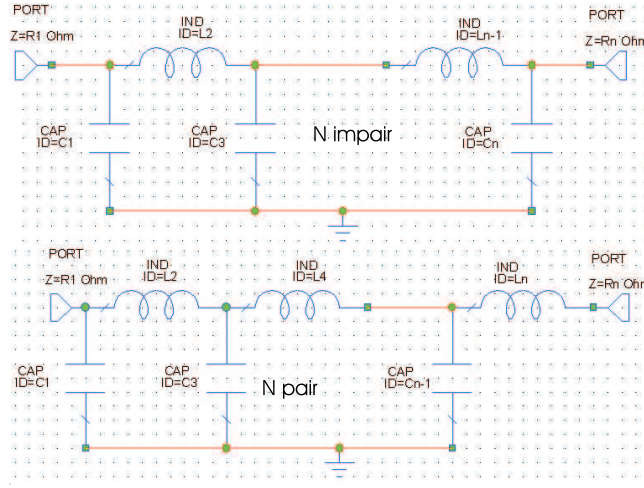 PORT
Z=R1 Ohm
IND
ID=L2
IND
ID=Ln-1
PORT
Z=Rn Ohm
CAP
ID=C1
CAP
ID=C3
N impair
CAP
ID=Cn
PORT
Z=R1 Ohm
IND
ID=L2
IND
ID=L4
IND
ID=Ln
PORT
Z=Rn Ohm
CAP
ID=C1
CAP
ID=C3
N pair
CAP
ID=Cn-1